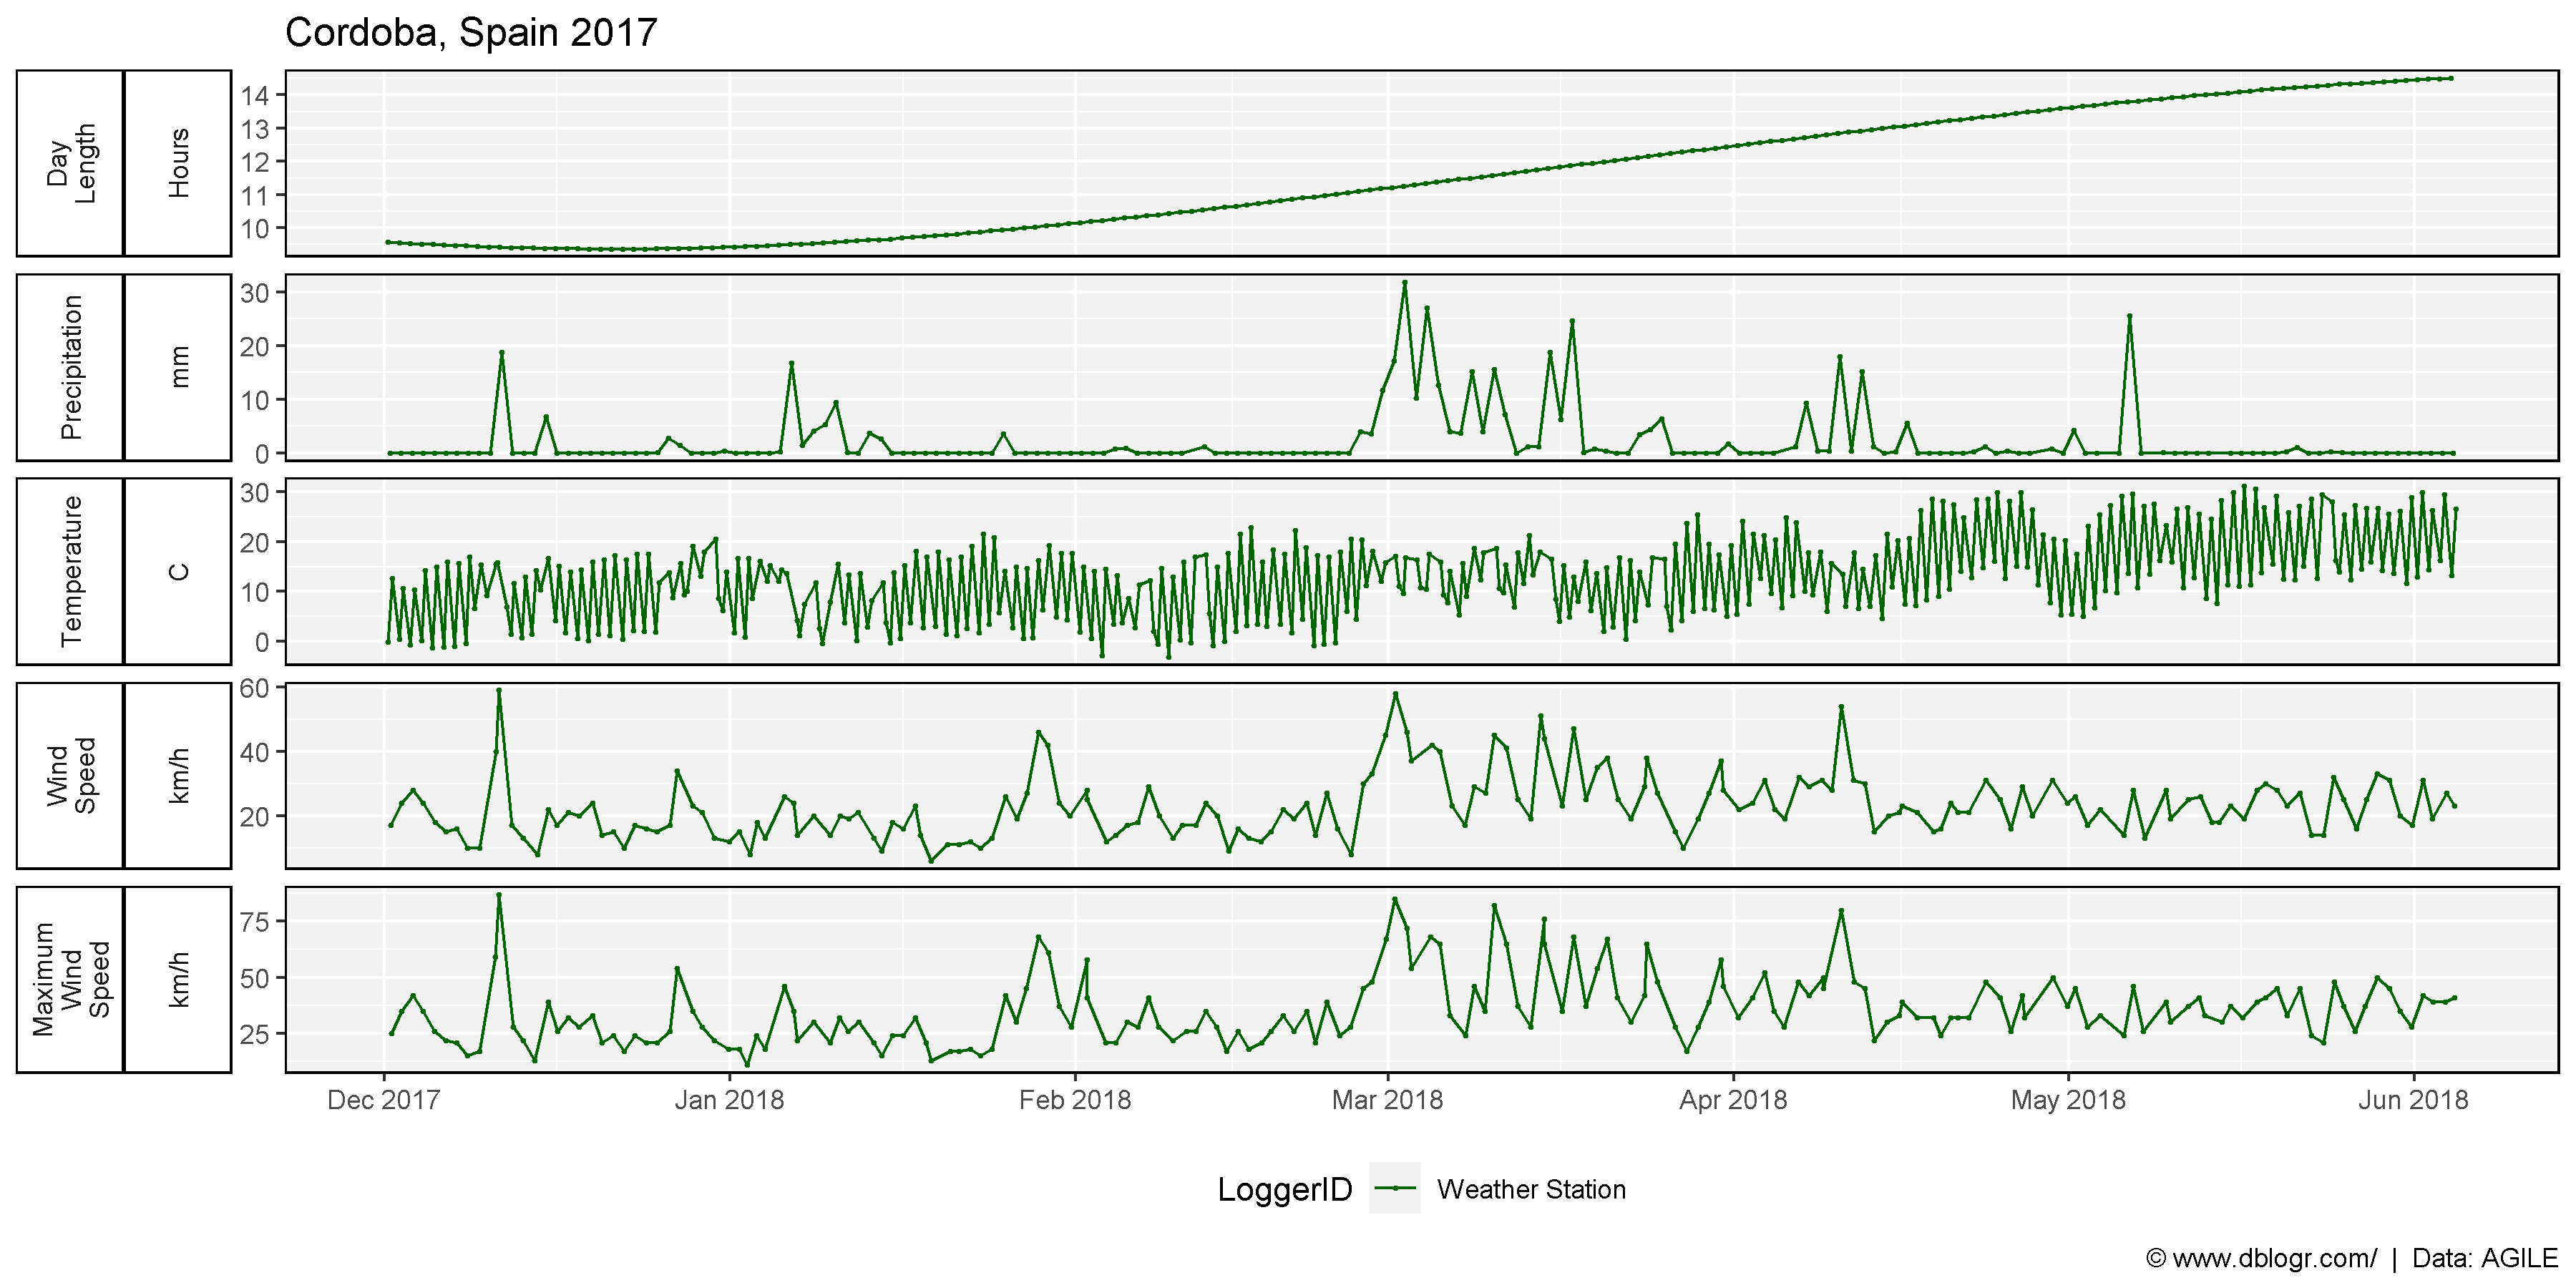 Cordoba, Spain 2017
Day
Length
Hours
14
13
12
11
10
Precipitation
mm
30
20
10
0
Temperature
C
30
20
10
0
Wind
Speed
km/h
60
40
20
Maximum
Wind
Speed
km/h
75
50
25
Dec 2017
Jan 2018
Feb 2018
Mar 2018
Apr 2018
May 2018
Jun 2018
LoggerID
Weather Station
© www.dblogr.com/ | Data: AGILE